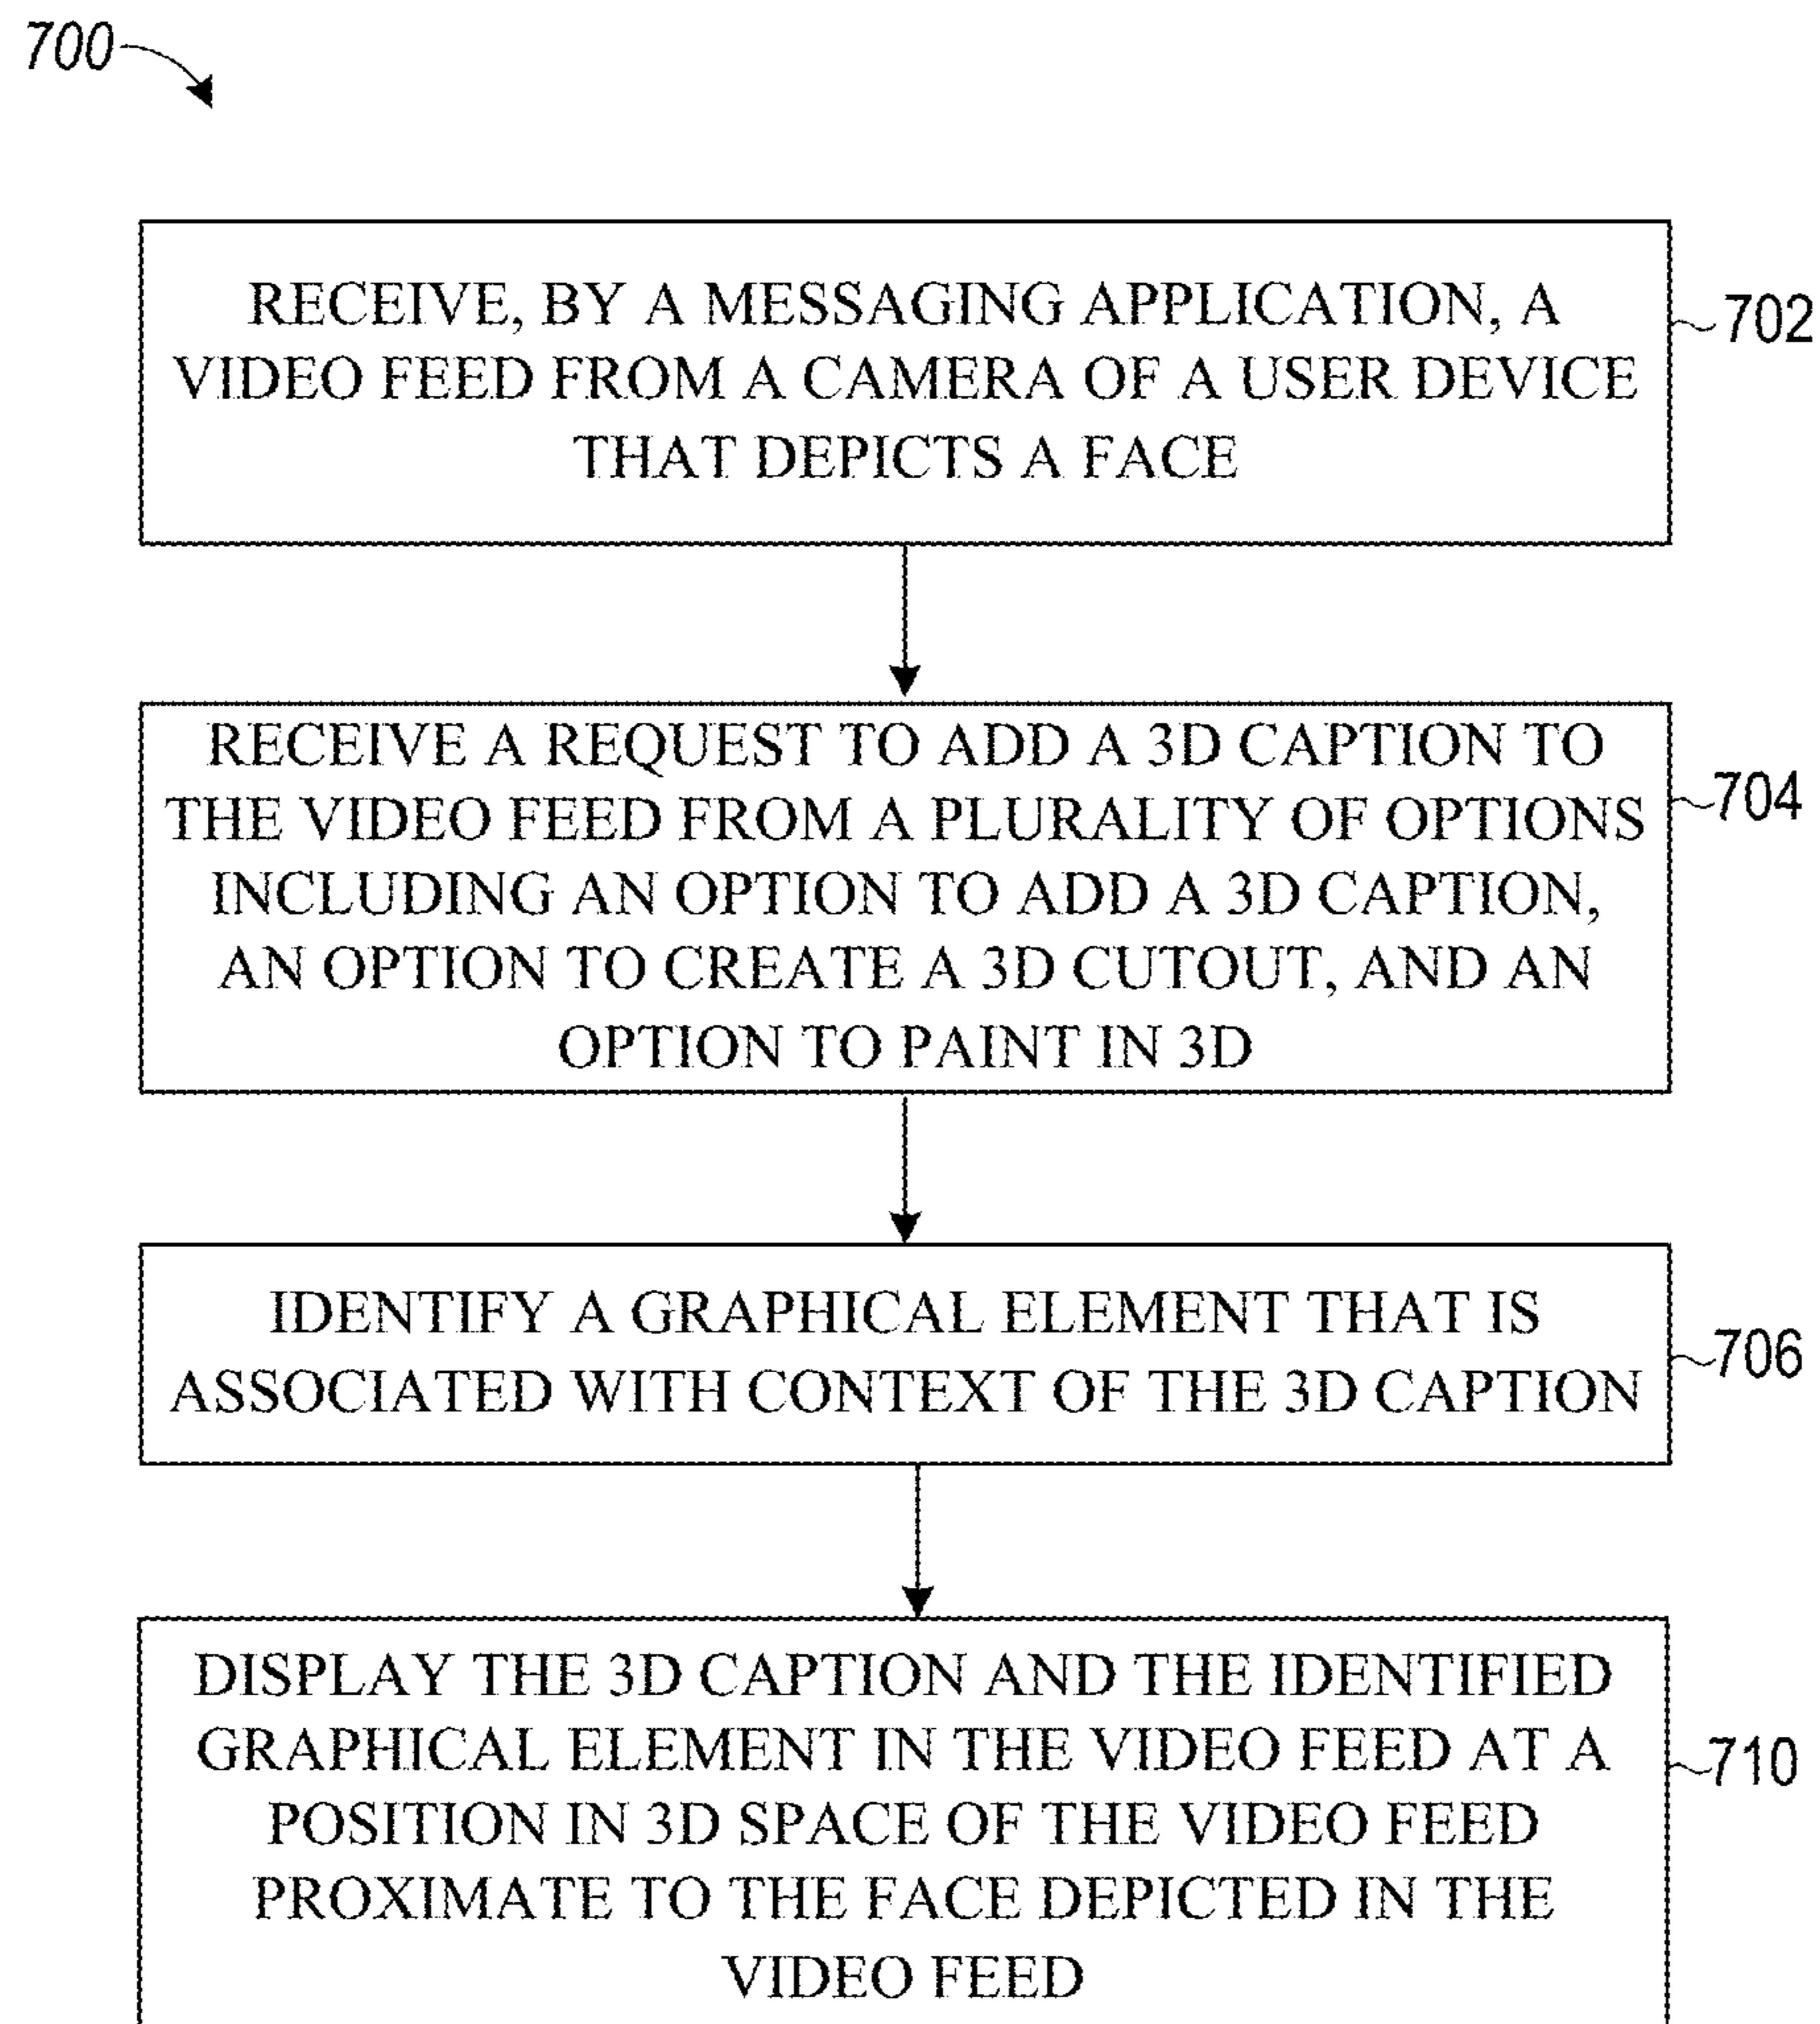 700
RECEIVE, BY A MESSAGING APPLICATION, A
VIDEO FEED FROM A CAMERA OF A USER DEVICE
THAT DEPICTS A FACE
702
RECEIVE A REQUEST TO ADD A 3D CAPTION TO
THE VIDEO FEED FROM A PLURALITY OF OPTIONS
INCLUDING AN OPTION TO ADD A 3D CAPTION,
AN OPTION TO CREATE A 3D CUTOUT, AND AN
OPTION TO PAINT IN 3D
704
IDENTIFY A GRAPHICAL ELEMENT THAT IS
ASSOCIATED WITH CONTEXT OF THE 3D CAPTION
706
DISPLAY THE 3D CAPTION AND THE IDENTIFIED
GRAPHICAL ELEMENT IN THE VIDEO FEED AT A
POSITION IN 3D SPACE OF THE VIDEO FEED
PROXIMATE TO THE FACE DEPICTED IN THE
VIDEO FEED
710